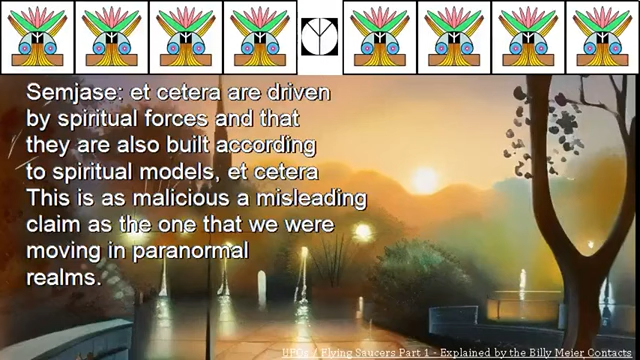 Semjase: et cetera are driven
by spiritual forces and that
they are also built according
to spiritual models, et cetera
This is as malicious a misleading
claim as the one that we were
moving in paranormal
realms.
UFOs / Flying Saucers Part 1 - Explained by the Billy Meier Contacts